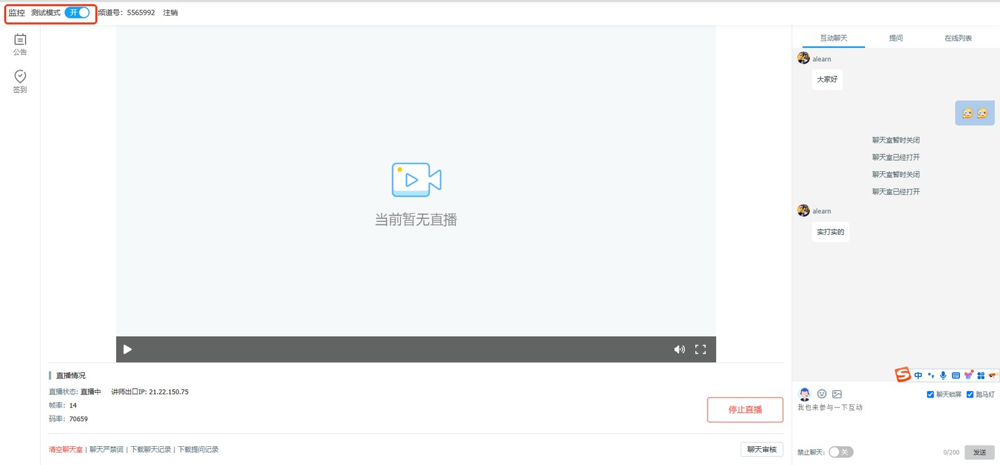 监控 测试模式 开 频道号：5565992 注销
公告
签到
当前暂无直播
直播情况
直播状态: 直播中 讲师出口IP: 21.22.150.75
帧率：14
码率：70659
停止直播
清空聊天室 | 聊天严禁词 | 下载聊天记录 | 下载提问记录
聊天审核
互动聊天 提问 在线列表
alearn
大家好
聊天室暂时关闭
聊天室已经打开
聊天室暂时关闭
聊天室已经打开
alearn
实打实的
S 中
聊天锁屏 跑马灯
我也来参与一下互动
禁止聊天: 关 0/200 发送